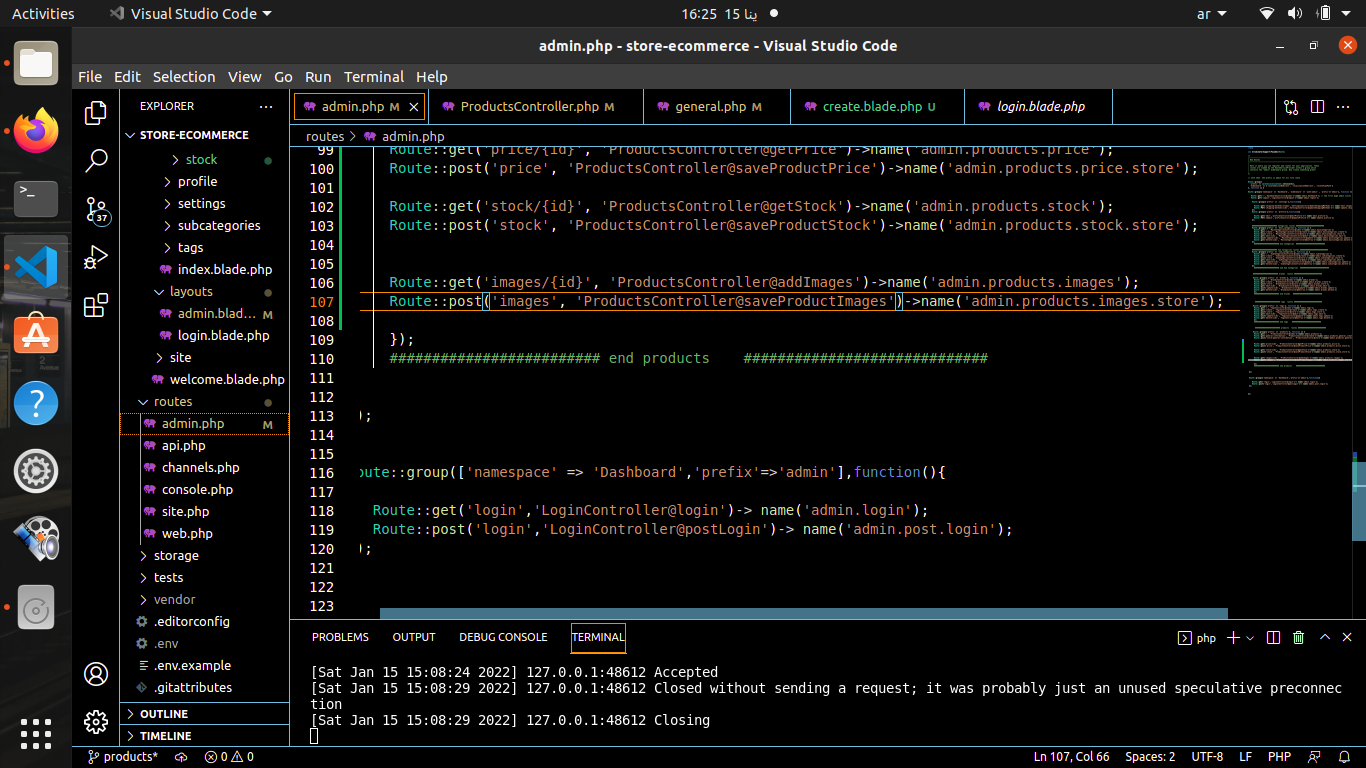 Activities
Visual Studio Code
16:25 15 ينا
ar
admin.php - store-ecommerce - Visual Studio Code
File Edit Selection View Go Run Terminal Help
EXPLORER
admin.php M
ProductsController.php M
general.php M
create.blade.php U
login.blade.php
STORE-ECOMMERCE
stock
profile
settings
subcategories
tags
index.blade.php
layouts
admin.blad... M
login.blade.php
site
welcome.blade.php
routes
admin.php M
api.php
channels.php
console.php
site.php
web.php
storage
tests
vendor
.editorconfig
.env
.env.example
.gitattributes
OUTLINE
TIMELINE
37
routes > admin.php
99 Route::get('price/{id}', 'ProductsController@getPrice')->name('admin.products.price');
100 Route::post('price', 'ProductsController@saveProductPrice')->name('admin.products.price.store');
101
102 Route::get('stock/{id}', 'ProductsController@getStock')->name('admin.products.stock');
103 Route::post('stock', 'ProductsController@saveProductStock')->name('admin.products.stock.store');
104
105
106 Route::get('images/{id}', 'ProductsController@addImages')->name('admin.products.images');
107 Route::post('images', 'ProductsController@saveProductImages')->name('admin.products.images.store');
108
109 });
110 ######################### end products #############################
111
112
113 );
114
115
116 oute::group(['namespace' => 'Dashboard','prefix'=>'admin'],function(){
117
118 Route::get('login','LoginController@login')-> name('admin.login');
119 Route::post('login','LoginController@postLogin')-> name('admin.post.login');
120 );
121
122
123
PROBLEMS OUTPUT DEBUG CONSOLE TERMINAL
php
[Sat Jan 15 15:08:24 2022] 127.0.0.1:48612 Accepted
[Sat Jan 15 15:08:29 2022] 127.0.0.1:48612 Closed without sending a request; it was probably just an unused speculative preconnec
tion
[Sat Jan 15 15:08:29 2022] 127.0.0.1:48612 Closing
products* 0 0
Ln 107, Col 66 Spaces: 2 UTF-8 LF PHP